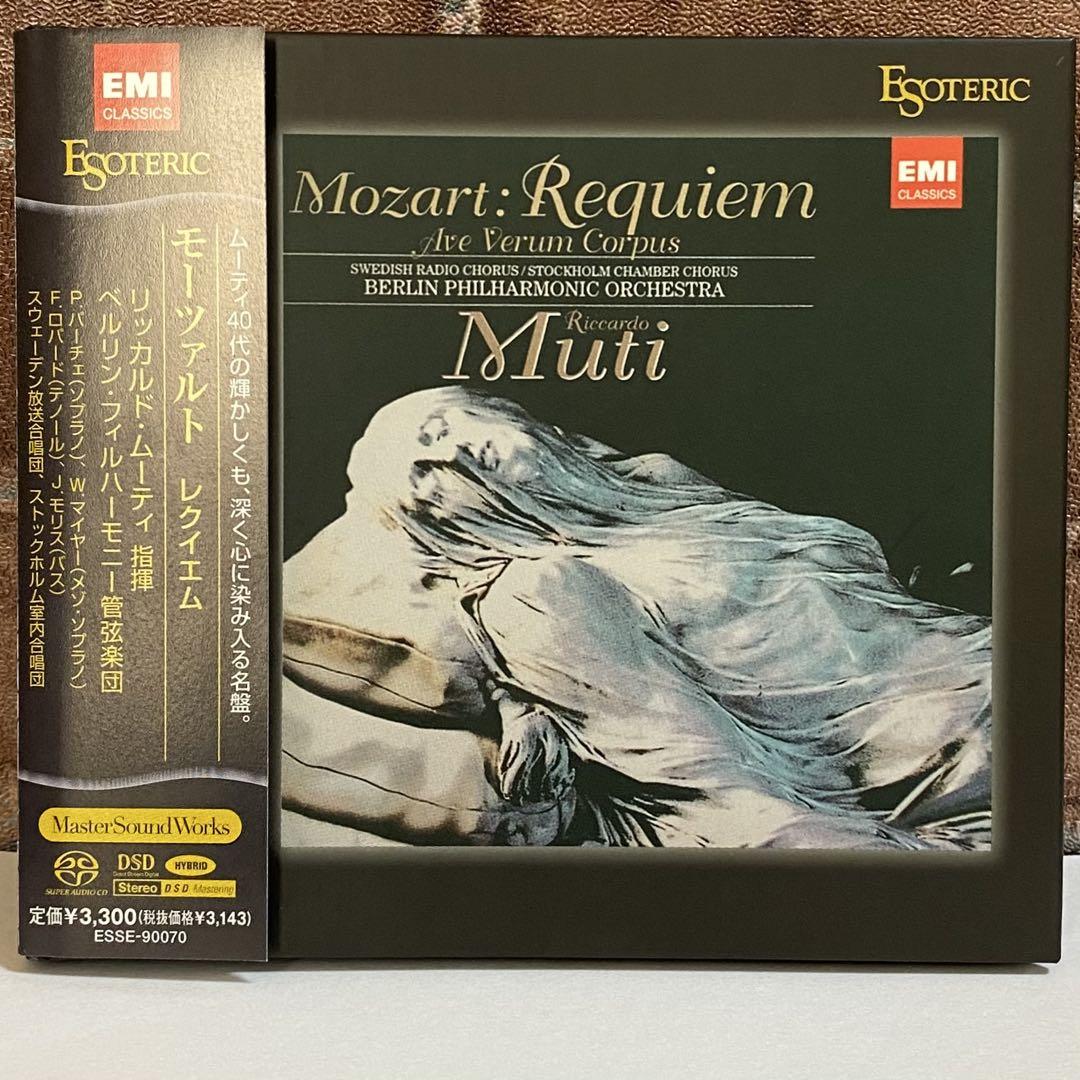 EMI
CLASSICS
ESOTERIC
ムーティ40代の輝かしくも、深く心に染み入る名盤。
モーツァルト レクイエム
リッカルド・ムーティ 指揮
ベルリン・フィルハーモニー管弦楽団
P.パーチェ(ソプラノ)、W.マイヤー(メゾ・ソプラノ)
F.ロパード(テノール)、J.モリス(バス)
スウェーデン放送合唱団、ストックホルム室内合唱団
MasterSoundWorks
SUPER AUDIO CD
DSD
Direct Stream Digital
HYBRID
Stereo DSD Mastering
定価¥3,300(税抜価格¥3,143)
ESSE-90070
ESOTERIC
EMI
CLASSICS
Mozart: Requiem
Ave Verum Corpus
SWEDISH RADIO CHORUS/STOCKHOLM CHAMBER CHORUS
BERLIN PHILHARMONIC ORCHESTRA
Riccardo
Muti